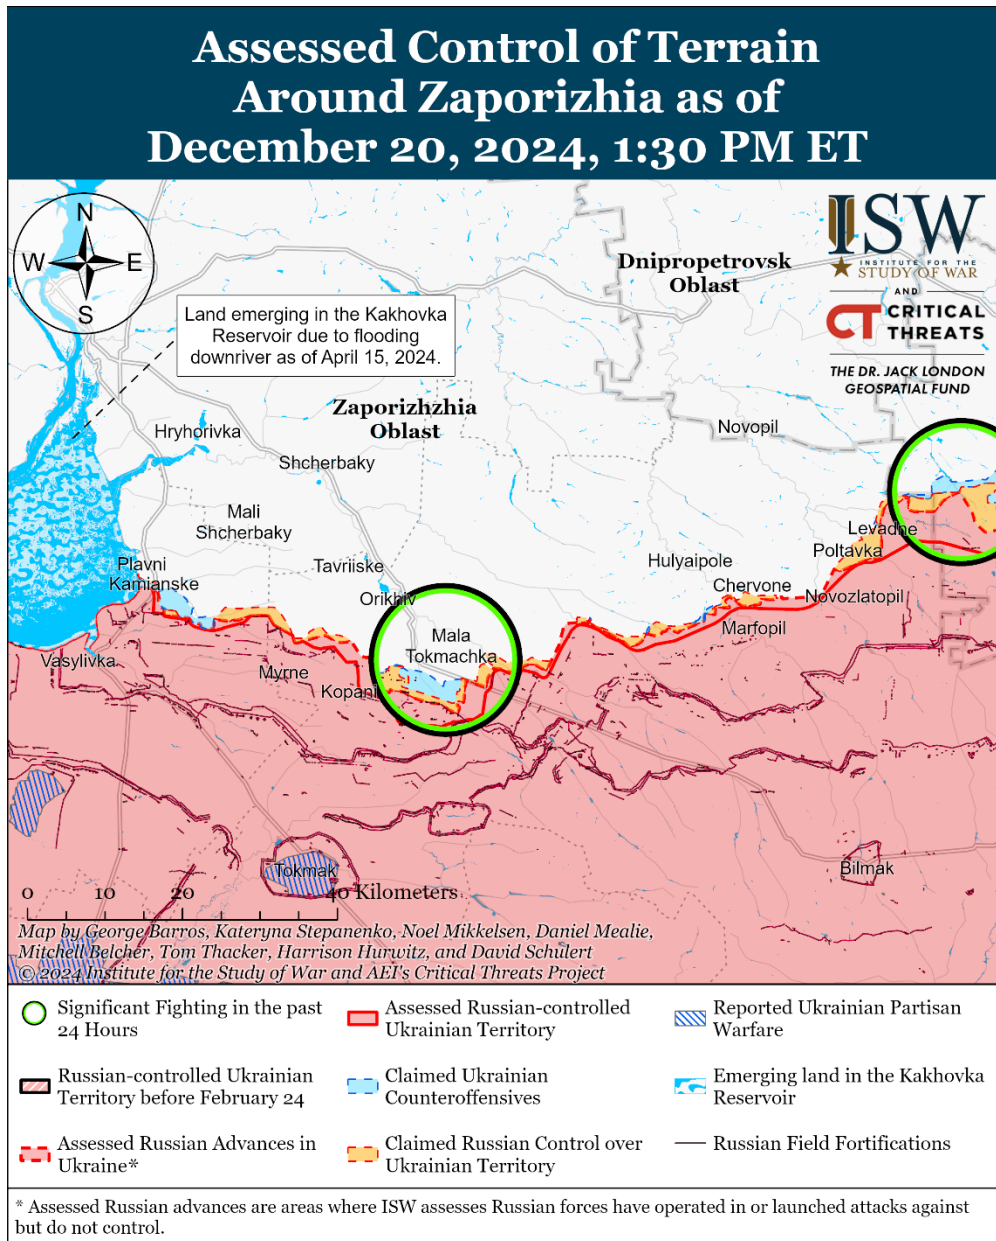 Assessed Control of Terrain
Around Zaporizhia as of
December 20, 2024, 1:30 PM ET
N
W
E
S
ISW
INSTITUTE FOR THE
STUDY OF WAR
AND
CT CRITICAL
THREATS
THE DR. JACK LONDON
GEOSPATIAL FUND
Dnipropetrovsk
Oblast
Land emerging in the Kakhovka
Reservoir due to flooding
downriver as of April 15, 2024.
Zaporizhzhia
Oblast
Hryhorivka
Novopil
Shcherbaky
Mali
Shcherbaky
Levadne
Poltavka
Plavni
Kamianske
Tavriiske
Hulyaipole
Chervone
Orikhiv
Novozlatopil
Mala
Tokmachka
Marfopil
Vasylivka
Myrne
Kopani
Tokmak
Bilmak
0
10
20
40 Kilometers
Map by George Barros, Kateryna Stepanenko, Noel Mikkelsen, Daniel Mealie,
Mitchell Belcher, Tom Thacker, Harrison Hurwitz, and David Schulert
© 2024 Institute for the Study of War and AEI's Critical Threats Project
Significant Fighting in the past
24 Hours
Assessed Russian-controlled
Ukrainian Territory
Reported Ukrainian Partisan
Warfare
Russian-controlled Ukrainian
Territory before February 24
Claimed Ukrainian
Counteroffensives
Emerging land in the Kakhovka
Reservoir
Assessed Russian Advances in
Ukraine*
Claimed Russian Control over
Ukrainian Territory
Russian Field Fortifications
* Assessed Russian advances are areas where ISW assesses Russian forces have operated in or launched attacks against
but do not control.